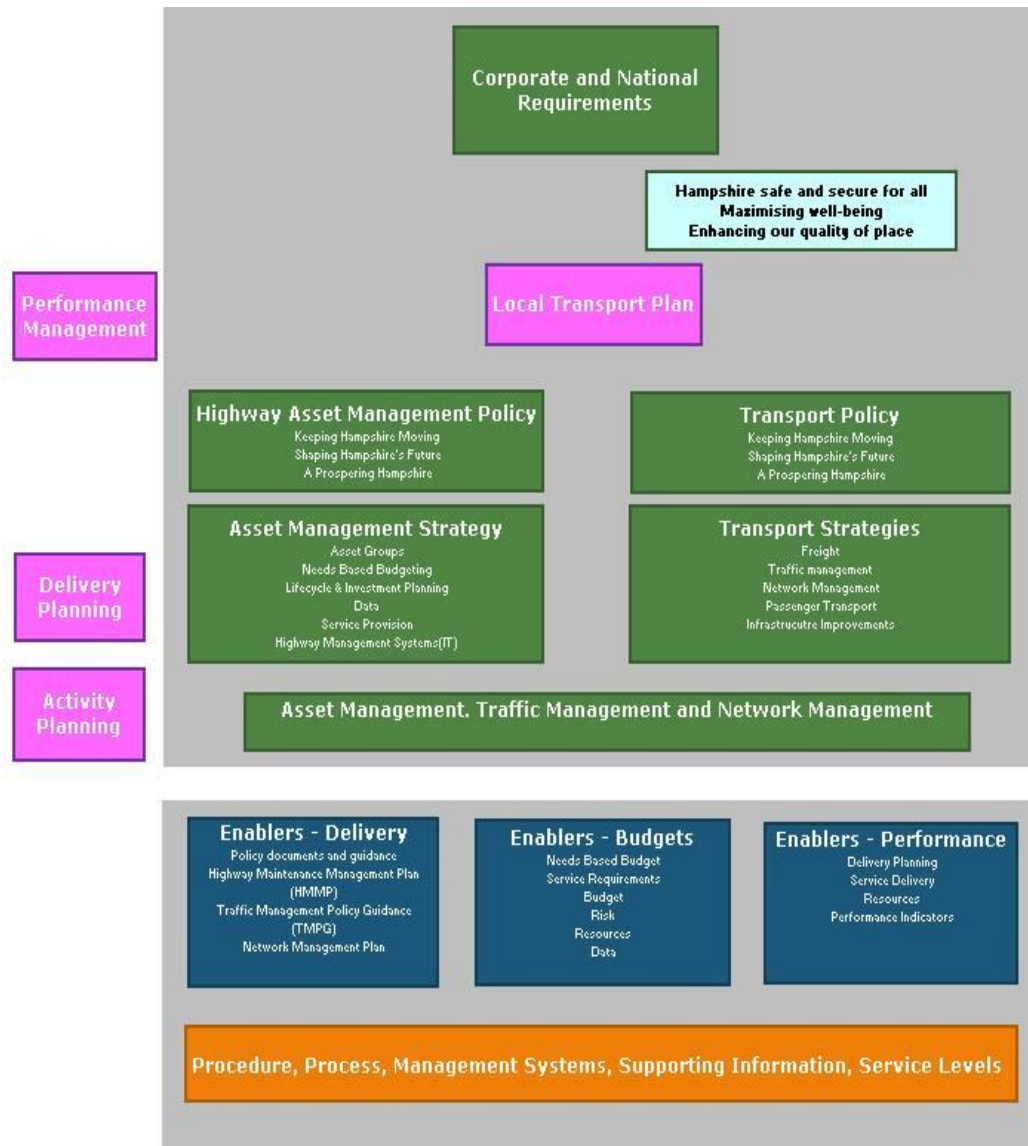 Corporate and National
Requirements
Hampshire safe and secure for all
Maximising well-being
Enhancing our quality of place
Performance
Management
Local Transport Plan
Highway Asset Management Policy
Keeping Hampshire Moving
Shaping Hampshire's Future
A Prospering Hampshire
Transport Policy
Keeping Hampshire Moving
Shaping Hampshire's Future
A Prospering Hampshire
Delivery
Planning
Asset Management Strategy
Asset Groups
Needs Based Budgeting
Lifecycle & Investment Planning
Data
Service Provision
Highway Management Systems(IT)
Transport Strategies
Freight
Traffic management
Network Management
Passenger Transport
Infrastrucutre Improvements
Activity
Planning
Asset Management. Traffic Management and Network Management
Enablers - Delivery
Policy documents and guidance
Highway Maintenance Management Plan
(HMMP)
Traffic Management Policy Guidance
(TMPG)
Network Management Plan
Enablers - Budgets
Needs Based Budget
Service Requirements
Budget
Risk
Resources
Data
Enablers - Performance
Delivery Planning
Service Delivery
Resources
Performance Indicators
Procedure, Process, Management Systems, Supporting Information, Service Levels